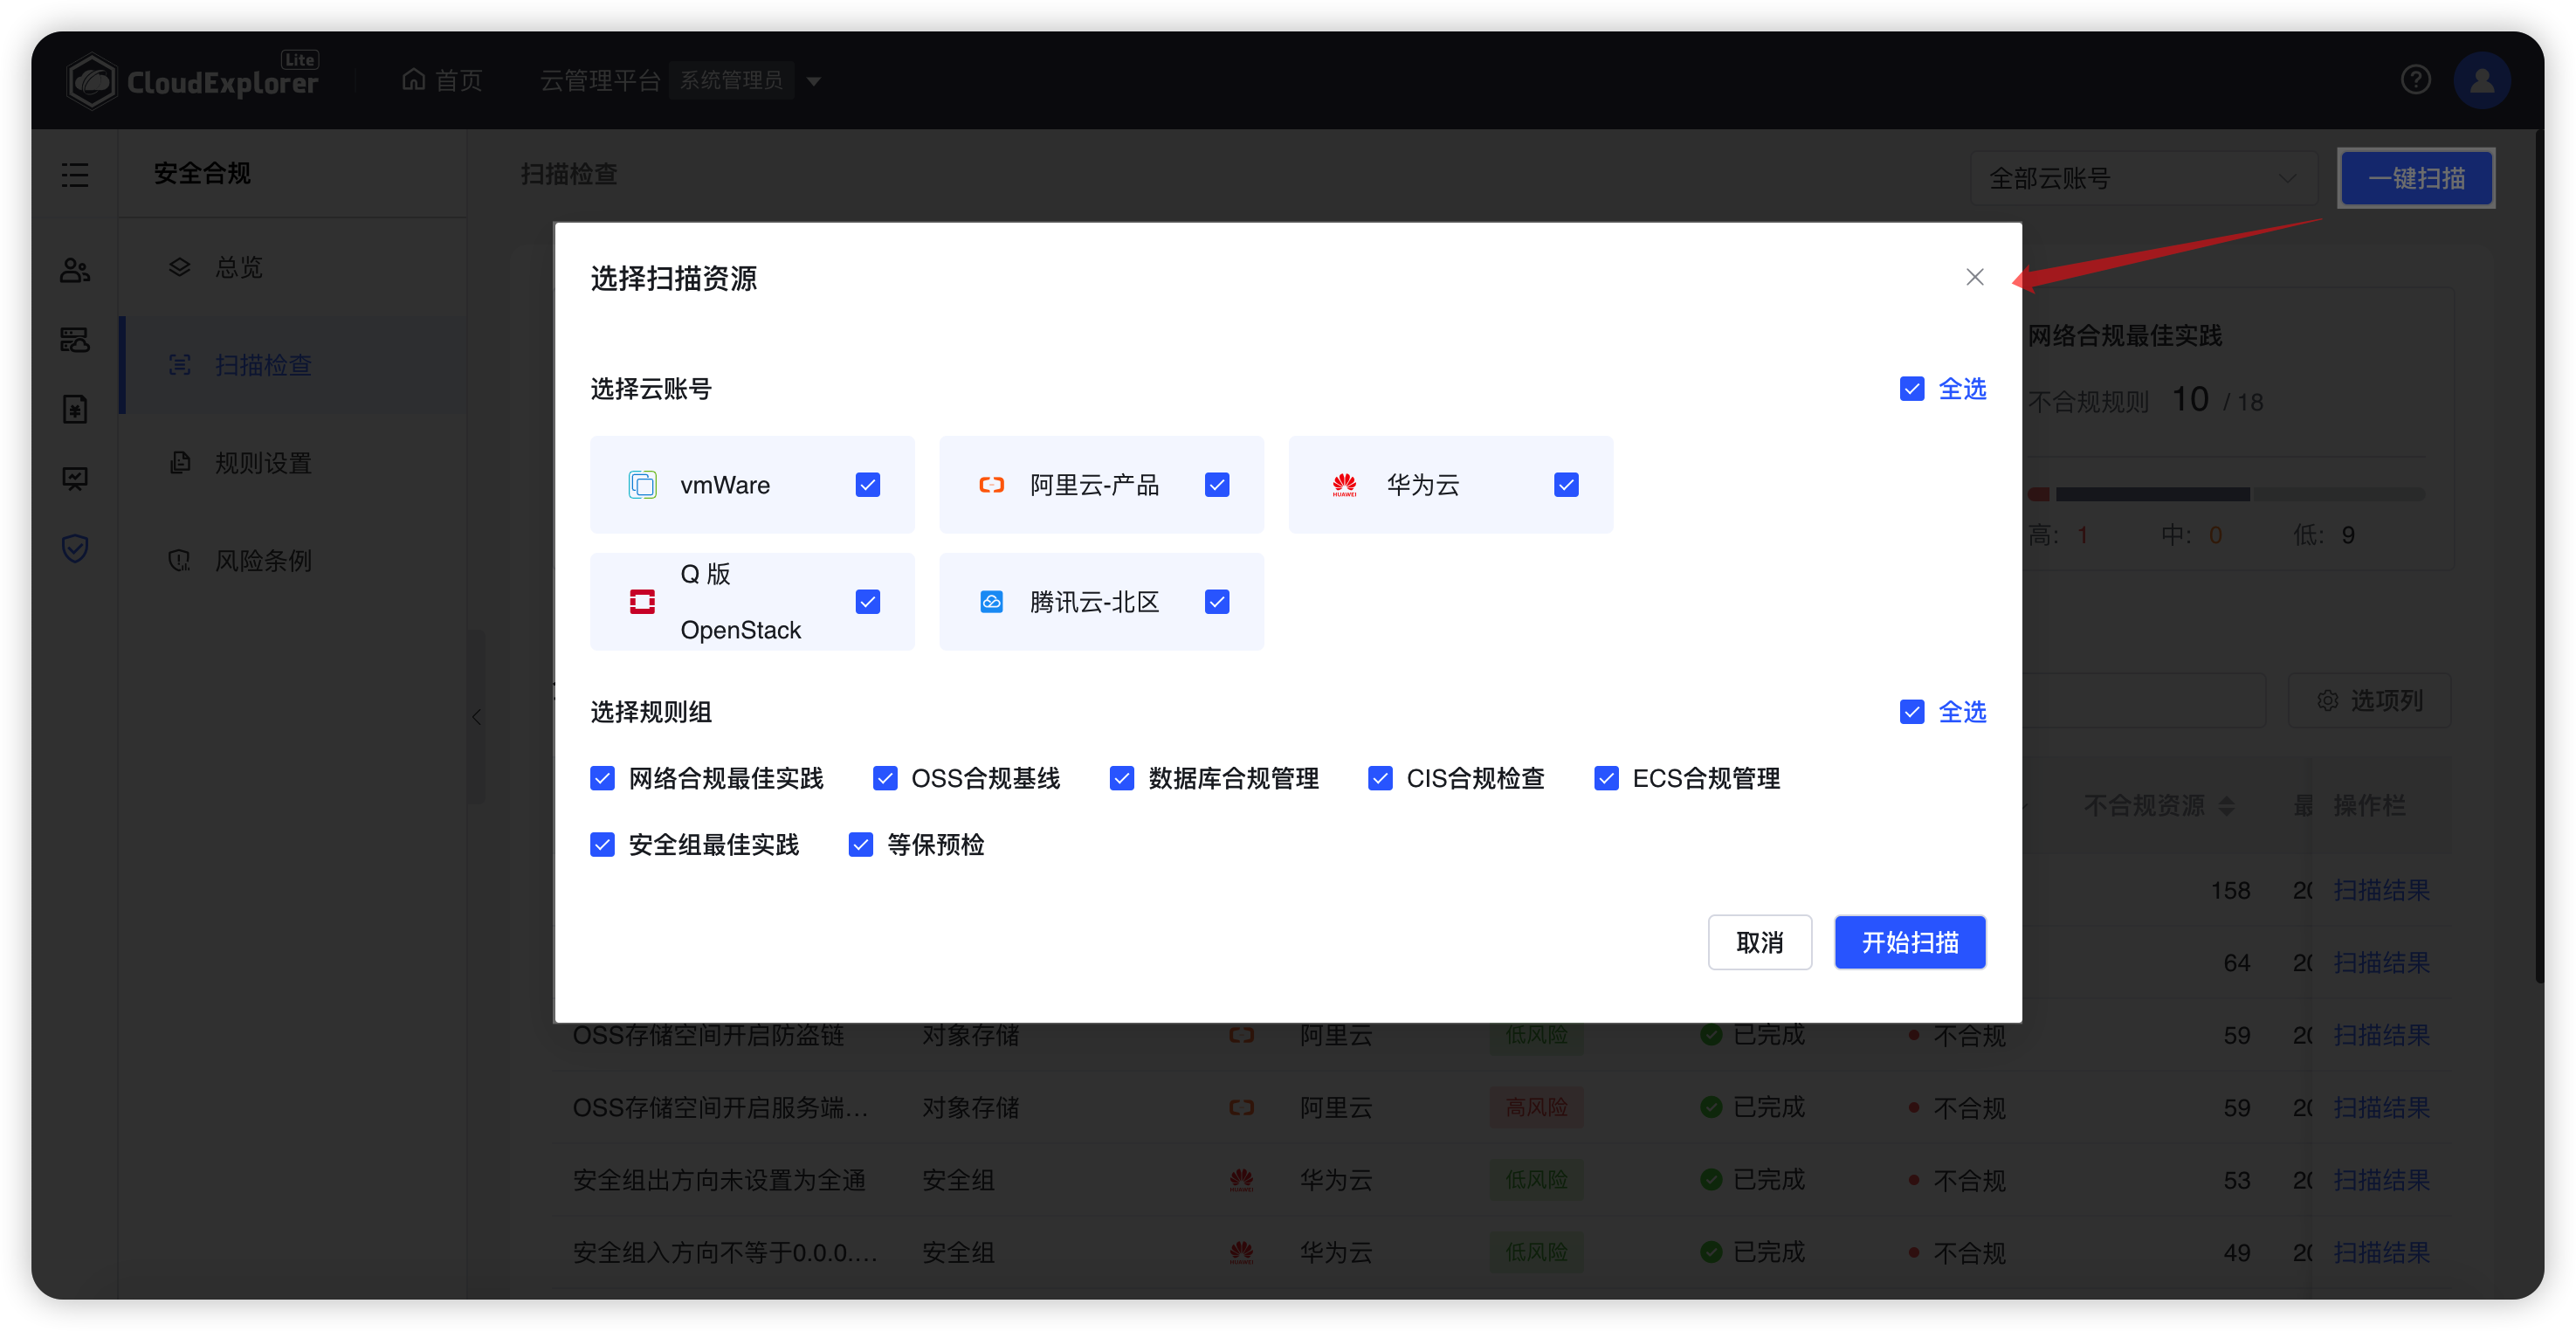 CloudExplorer Lite
首页
云管理平台 系统管理员
安全合规
总览
扫描检查
规则设置
风险条例
扫描检查
全部云账号
一键扫描
选择扫描资源
选择云账号
全选
vmWare
阿里云-产品
华为云
HUAWEI
Q 版
OpenStack
腾讯云-北区
选择规则组
全选
网络合规最佳实践 OSS合规基线 数据库合规管理 CIS合规检查 ECS合规管理
安全组最佳实践 等保预检
取消
开始扫描
网络合规最佳实践
不合规规则 10 / 18
高: 1 中: 0 低: 9
选项列
不合规资源 最 操作栏
158 20 扫描结果
64 20 扫描结果
OSS存储空间开启防盗链 对象存储 阿里云 低风险 已完成 不合规 59 20 扫描结果
OSS存储空间开启服务端... 对象存储 阿里云 高风险 已完成 不合规 59 20 扫描结果
安全组出方向未设置为全通 安全组 HUAWEI 华为云 低风险 已完成 不合规 53 20 扫描结果
安全组入方向不等于0.0.0.... 安全组 HUAWEI 华为云 低风险 已完成 不合规 49 20 扫描结果